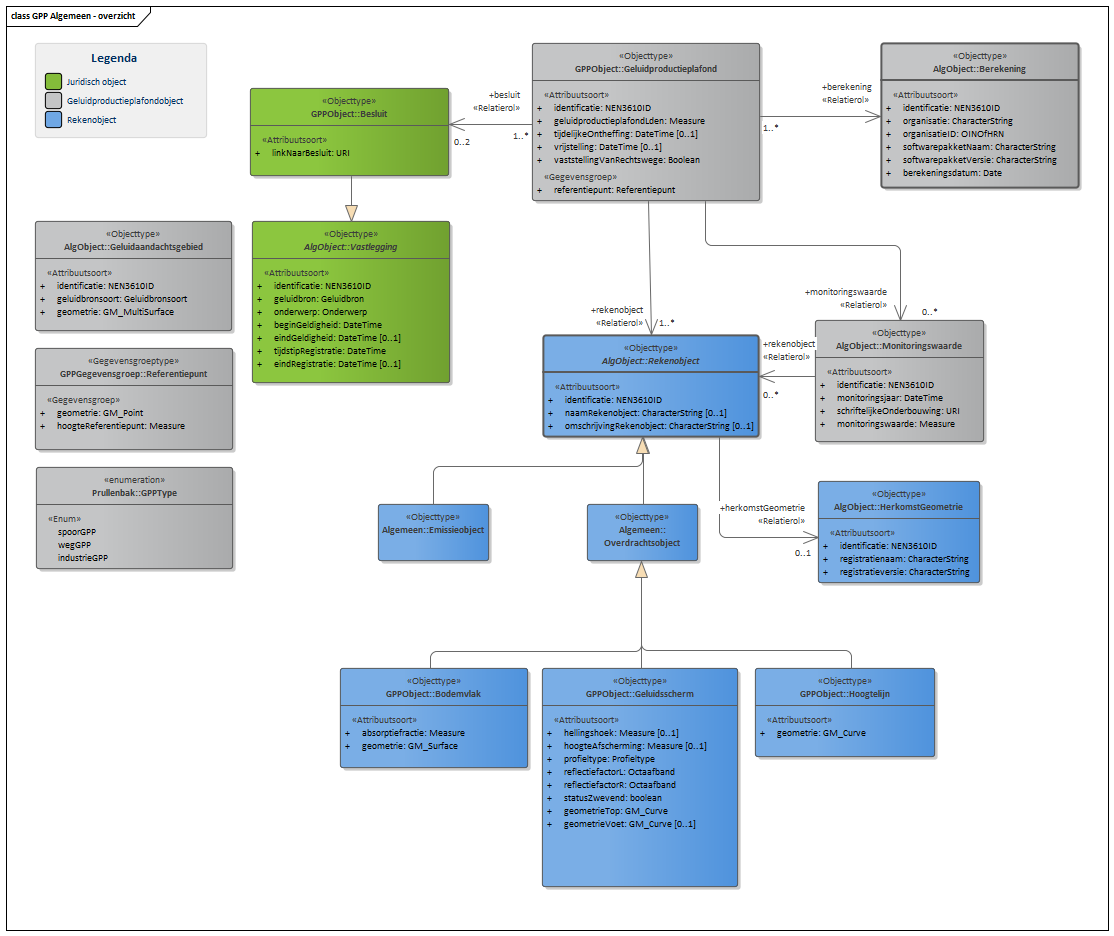 class GPP Algemeen - overzicht
Legenda
Juridisch object
Geluidproductieplafondobject
Rekenobject
«Objecttype»
GPPObject::Besluit
«Attribuutsoort»
+ linkNaarBesluit: URI
+besluit
«Relatierol»
0..2
1..*
«Objecttype»
GPPObject::Geluidproductieplafond
«Attribuutsoort»
+ identificatie: NEN3610ID
+ geluidproductieplafondLden: Measure
+ tijdelijkeOntheffing: DateTime [0..1]
+ vrijstelling: DateTime [0..1]
+ vaststellingVanRechtswege: Boolean
«Gegevensgroep»
+ referentiepunt: Referentiepunt
+berekening
«Relatierol»
1..*
«Objecttype»
AlgObject::Berekening
«Attribuutsoort»
+ identificatie: NEN3610ID
+ organisatie: CharacterString
+ organisatieID: OINOfHRN
+ softwarepakketNaam: CharacterString
+ softwarepakketVersie: CharacterString
+ berekeningsdatum: Date
«Objecttype»
AlgObject::Geluidaandachtsgebied
«Attribuutsoort»
+ identificatie: NEN3610ID
+ geluidbronsoort: Geluidbronsoort
+ geometrie: GM_MultiSurface
«Objecttype»
AlgObject::Vastlegging
«Attribuutsoort»
+ identificatie: NEN3610ID
+ geluidbron: Geluidbron
+ onderwerp: Onderwerp
+ beginGeldigheid: DateTime
+ eindGeldigheid: DateTime [0..1]
+ tijdstipRegistratie: DateTime
+ eindRegistratie: DateTime [0..1]
+rekenobject
«Relatierol»
1..*
+monitoringswaarde
«Relatierol»
0..*
«Objecttype»
AlgObject::Rekenobject
«Attribuutsoort»
+ identificatie: NEN3610ID
+ naamRekenobject: CharacterString [0..1]
+ omschrijvingRekenobject: CharacterString [0..1]
+rekenobject
«Relatierol»
0..*
«Objecttype»
AlgObject::Monitoringswaarde
«Attribuutsoort»
+ identificatie: NEN3610ID
+ monitoringsjaar: DateTime
+ schriftelijkeOnderbouwing: URI
+ monitoringswaarde: Measure
«Gegevensgroeptype»
GPPGegevensgroep::Referentiepunt
«Gegevensgroep»
+ geometrie: GM_Point
+ hoogteReferentiepunt: Measure
«enumeration»
Prullenbak::GPPType
«Enum»
spoorGPP
wegGPP
industrieGPP
«Objecttype»
Algemeen::Emissieobject
«Objecttype»
Algemeen::
Overdrachtsobject
+herkomstGeometrie
«Relatierol»
0..1
«Objecttype»
AlgObject::HerkomstGeometrie
«Attribuutsoort»
+ identificatie: NEN3610ID
+ registratienaam: CharacterString
+ registratieversie: CharacterString
«Objecttype»
GPPObject::Bodemvlak
«Attribuutsoort»
+ absorptiefractie: Measure
+ geometrie: GM_Surface
«Objecttype»
GPPObject::Geluidsscherm
«Attribuutsoort»
+ hellingshoek: Measure [0..1]
+ hoogteAfscherming: Measure [0..1]
+ profieltype: Profieltype
+ reflectiefactorL: Octaafband
+ reflectiefactorR: Octaafband
+ statusZwevend: boolean
+ geometrieTop: GM_Curve
+ geometrieVoet: GM_Curve [0..1]
«Objecttype»
GPPObject::Hoogtelijn
«Attribuutsoort»
+ geometrie: GM_Curve